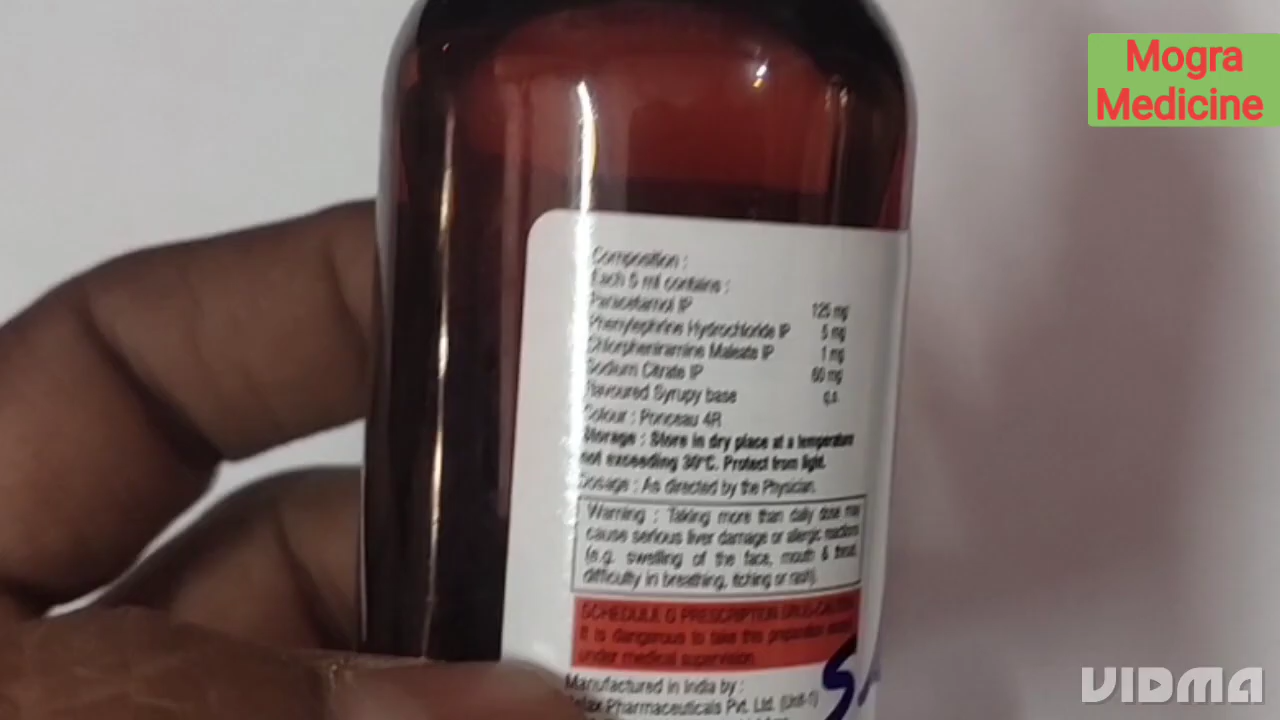 Mogra
Medicine
Composition :
Each 5 ml contains :
Paracetamol IP 125 mg
Phenylephrine Hydrochloride IP 5 mg
Chlorpheniramine Maleate IP 1 mg
Sodium Citrate IP 60 mg
Flavoured Syrupy base q.s.
Colour : Ponceau 4R
Storage : Store in dry place at a temperature
not exceeding 30°C. Protect from light.
Dosage : As directed by the Physician.
Warning : Taking more than daily dose may
cause serious liver damage or allergic reactions
(e.g. swelling of the face, mouth & throat,
difficulty in breathing, itching or rash).
SCHEDULE G PRESCRIPTION DRUG-CAUTION
It is dangerous to take this preparation except
under medical supervision.
Manufactured in India by :
Pharmaceuticals Pvt. Ltd. (Unit-1)
VIDMA